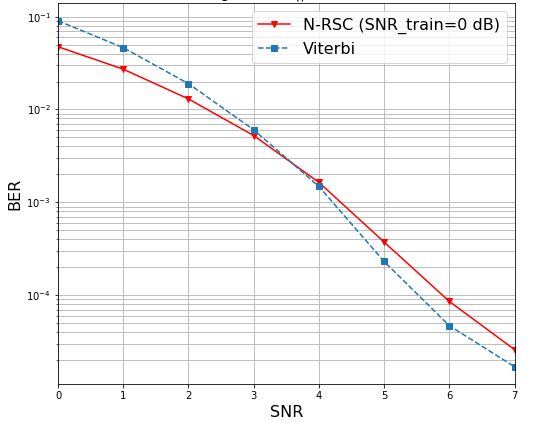 N-RSC (SNR_train=0 dB)
Viterbi
10⁻¹
10⁻²
10⁻³
10⁻⁴
BER
0 1 2 3 4 5 6 7
SNR